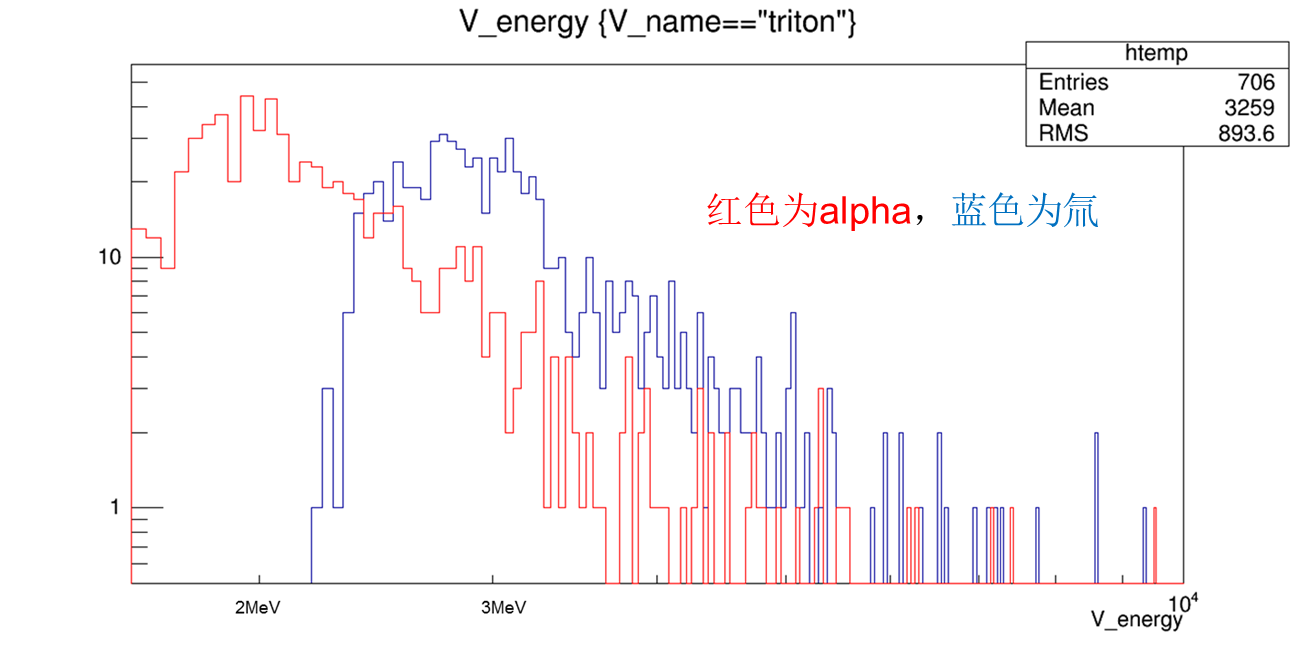 V_energy {V_name=="triton"}
htemp
Entries 706
Mean 3259
RMS 893.6
红色为alpha，蓝色为氚
10
1
2MeV
3MeV
10⁴
V_energy